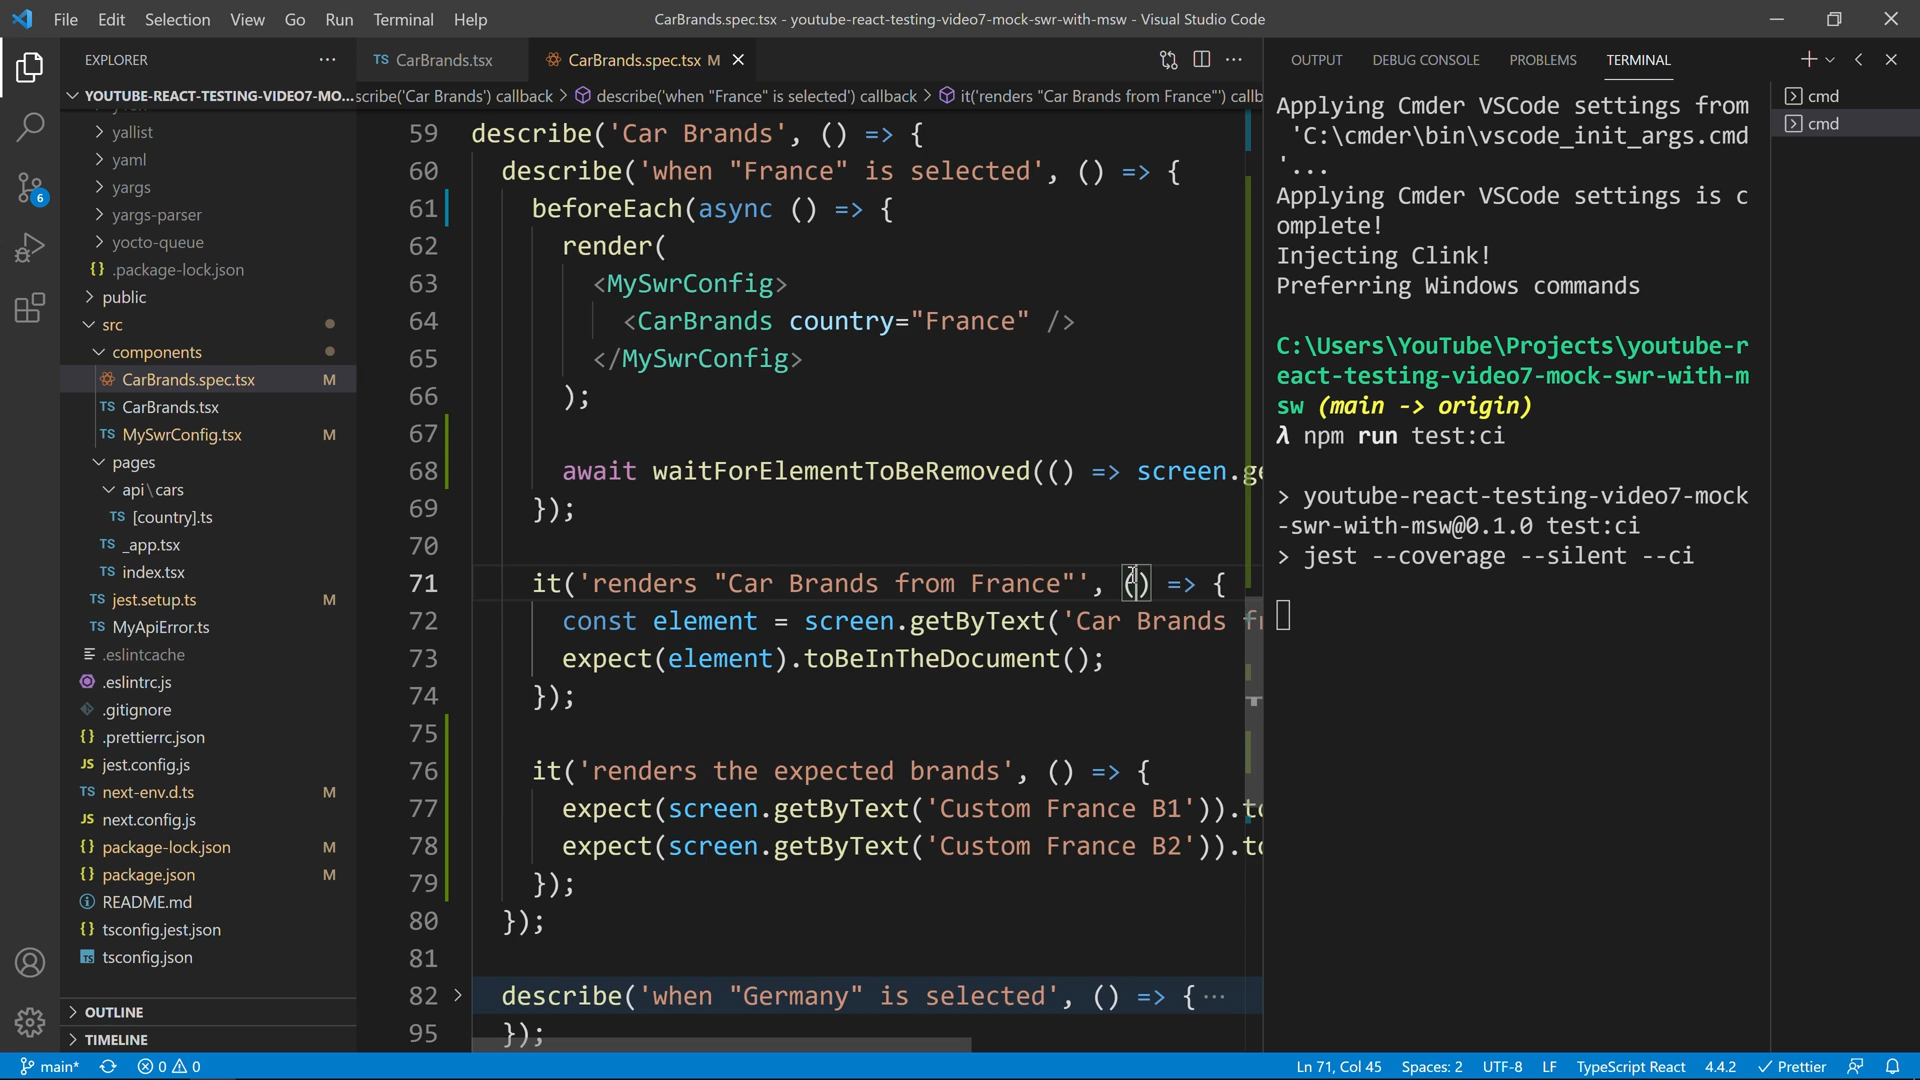 File Edit Selection View Go Run Terminal Help
CarBrands.spec.tsx - youtube-react-testing-video7-mock-swr-with-msw - Visual Studio Code
EXPLORER
YOUTUBE-REACT-TESTING-VIDEO7-MO...
yallist
yaml
yargs
yargs-parser
yocto-queue
.package-lock.json
public
src
components
CarBrands.spec.tsx M
CarBrands.tsx
MySwrConfig.tsx M
pages
api\cars
[country].ts
_app.tsx
index.tsx
jest.setup.ts M
MyApiError.ts
.eslintcache
.eslintrc.js
.gitignore
.prettierrc.json
jest.config.js
next-env.d.ts M
next.config.js
package-lock.json M
package.json M
README.md
tsconfig.jest.json
tsconfig.json
OUTLINE
TIMELINE
6
TS CarBrands.tsx
CarBrands.spec.tsx M
scribe('Car Brands') callback > describe('when "France" is selected') callback > it('renders "Car Brands from France"') callb
59 describe('Car Brands', () => {
60 describe('when "France" is selected', () => {
61 beforeEach(async () => {
62 render(
63 <MySwrConfig>
64 <CarBrands country="France" />
65 </MySwrConfig>
66 );
67
68 await waitForElementToBeRemoved(() => screen.ge
69 });
70
71 it('renders "Car Brands from France"', () => {
72 const element = screen.getByText('Car Brands fr
73 expect(element).toBeInTheDocument();
74 });
75
76 it('renders the expected brands', () => {
77 expect(screen.getByText('Custom France B1')).to
78 expect(screen.getByText('Custom France B2')).to
79 });
80 });
81
82 describe('when "Germany" is selected', () => {...
95 });
OUTPUT DEBUG CONSOLE PROBLEMS TERMINAL
cmd
cmd
Applying Cmder VSCode settings from
'C:\cmder\bin\vscode_init_args.cmd
'...
Applying Cmder VSCode settings is c
omplete!
Injecting Clink!
Preferring Windows commands
C:\Users\YouTube\Projects\youtube-r
eact-testing-video7-mock-swr-with-m
sw (main -> origin)
λ npm run test:ci
> youtube-react-testing-video7-mock
-swr-with-msw@0.1.0 test:ci
> jest --coverage --silent --ci
main* 0 0
Ln 71, Col 45 Spaces: 2 UTF-8 LF TypeScript React 4.4.2 Prettier